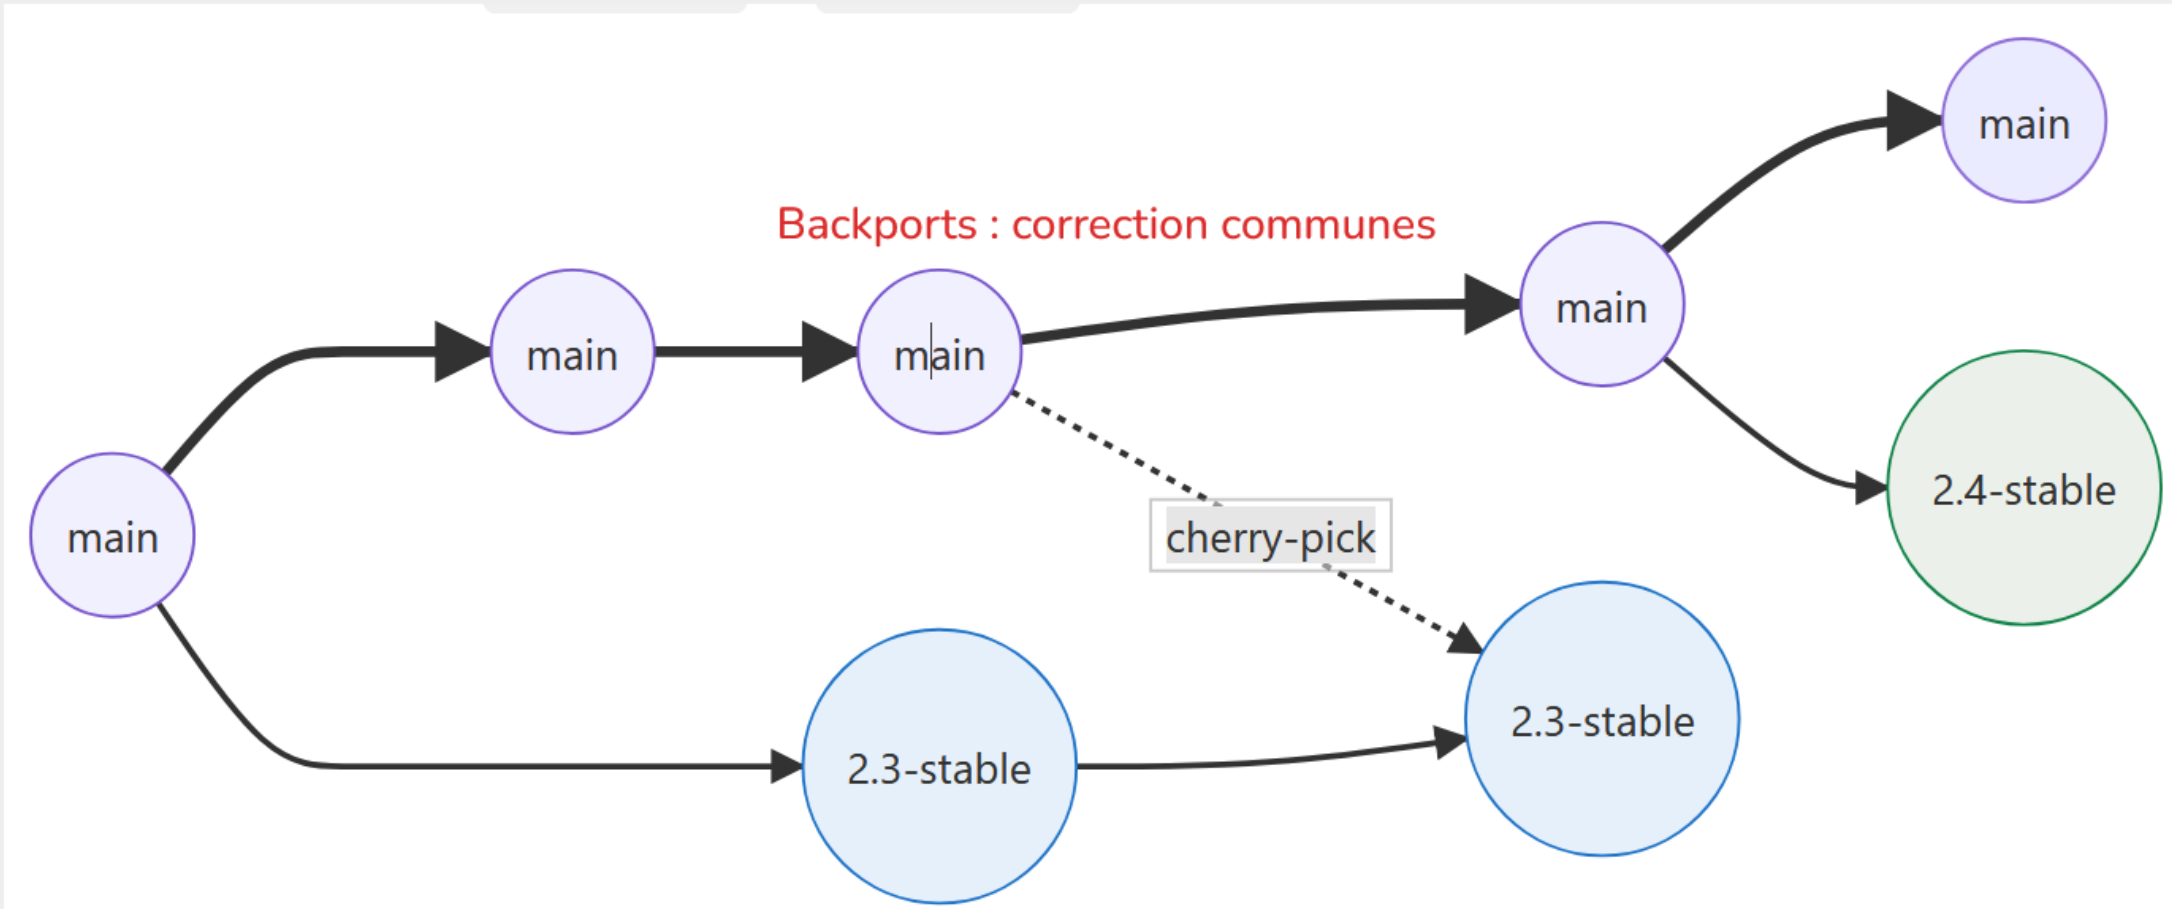 main
Backports : correction communes
main
main
main
main
cherry-pick
2.4-stable
2.3-stable
2.3-stable